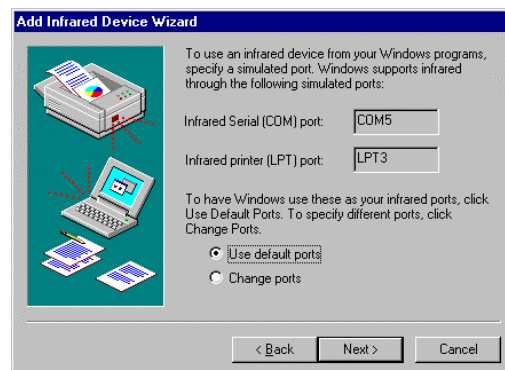 Add Infrared Device Wizard
To use an infrared device from your Windows programs,
specify a simulated port. Windows supports infrared
through the following simulated ports:
Infrared Serial (COM) port: COM5
Infrared printer (LPT) port: LPT3
To have Windows use these as your infrared ports, click
Use Default Ports. To specify different ports, click
Change Ports.
Use default ports
Change ports
< Back Next > Cancel